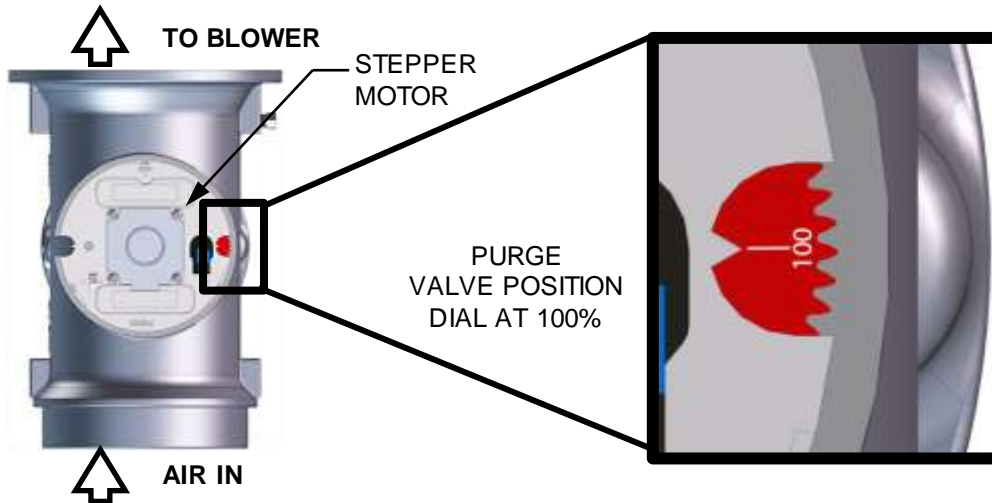 TO BLOWER
STEPPER
MOTOR
PURGE
VALVE POSITION
DIAL AT 100%
100
AIR IN